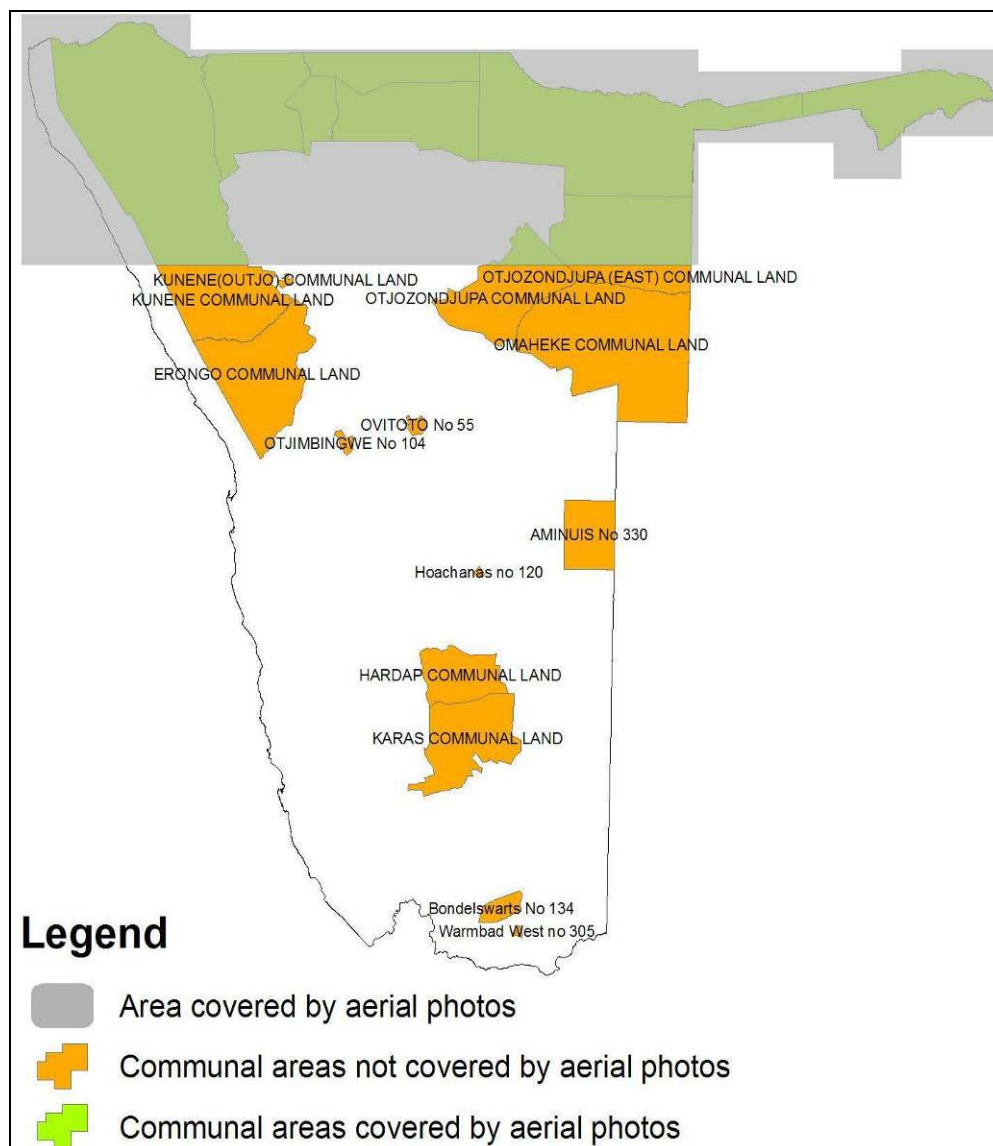 KUNENE(OUTJO) COMMUNAL LAND
OTJOZONDJUPA (EAST) COMMUNAL LAND
KUNENE COMMUNAL LAND
OTJOZONDJUPA COMMUNAL LAND
OMAHEKE COMMUNAL LAND
ERONGO COMMUNAL LAND
OVITOTO No 55
OTJIMBINGWE No 104
AMINUIS No 330
Hoachanas no 120
HARDAP COMMUNAL LAND
KARAS COMMUNAL LAND
Bondelswarts No 134
Warmbad West no 305
Legend
Area covered by aerial photos
Communal areas not covered by aerial photos
Communal areas covered by aerial photos